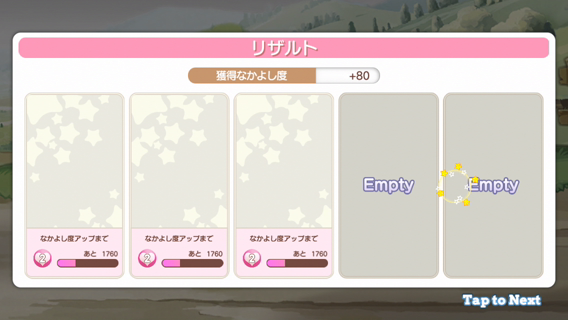 リザルト
獲得なかよし度 +80
なかよし度アップまで
あと 1760
2
なかよし度アップまで
あと 1760
2
なかよし度アップまで
あと 1760
2
Empty
Empty
Tap to Next